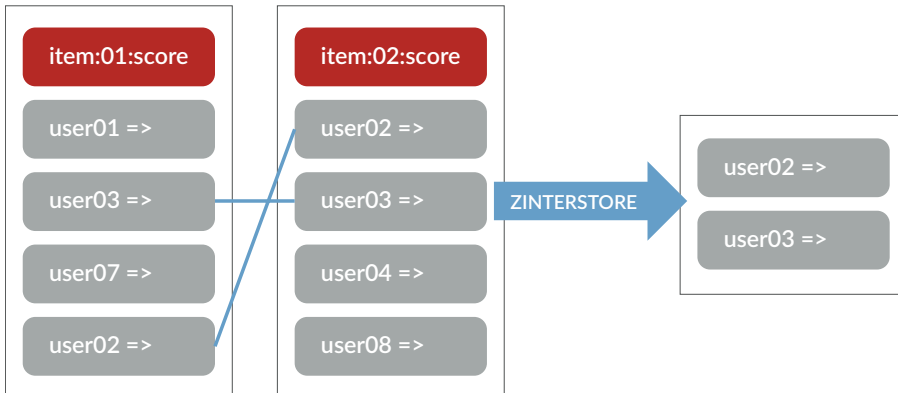 item:01:score
user01 =>
user03 =>
user07 =>
user02 =>
item:02:score
user02 =>
user03 =>
user04 =>
user08 =>
ZINTERSTORE
user02 =>
user03 =>